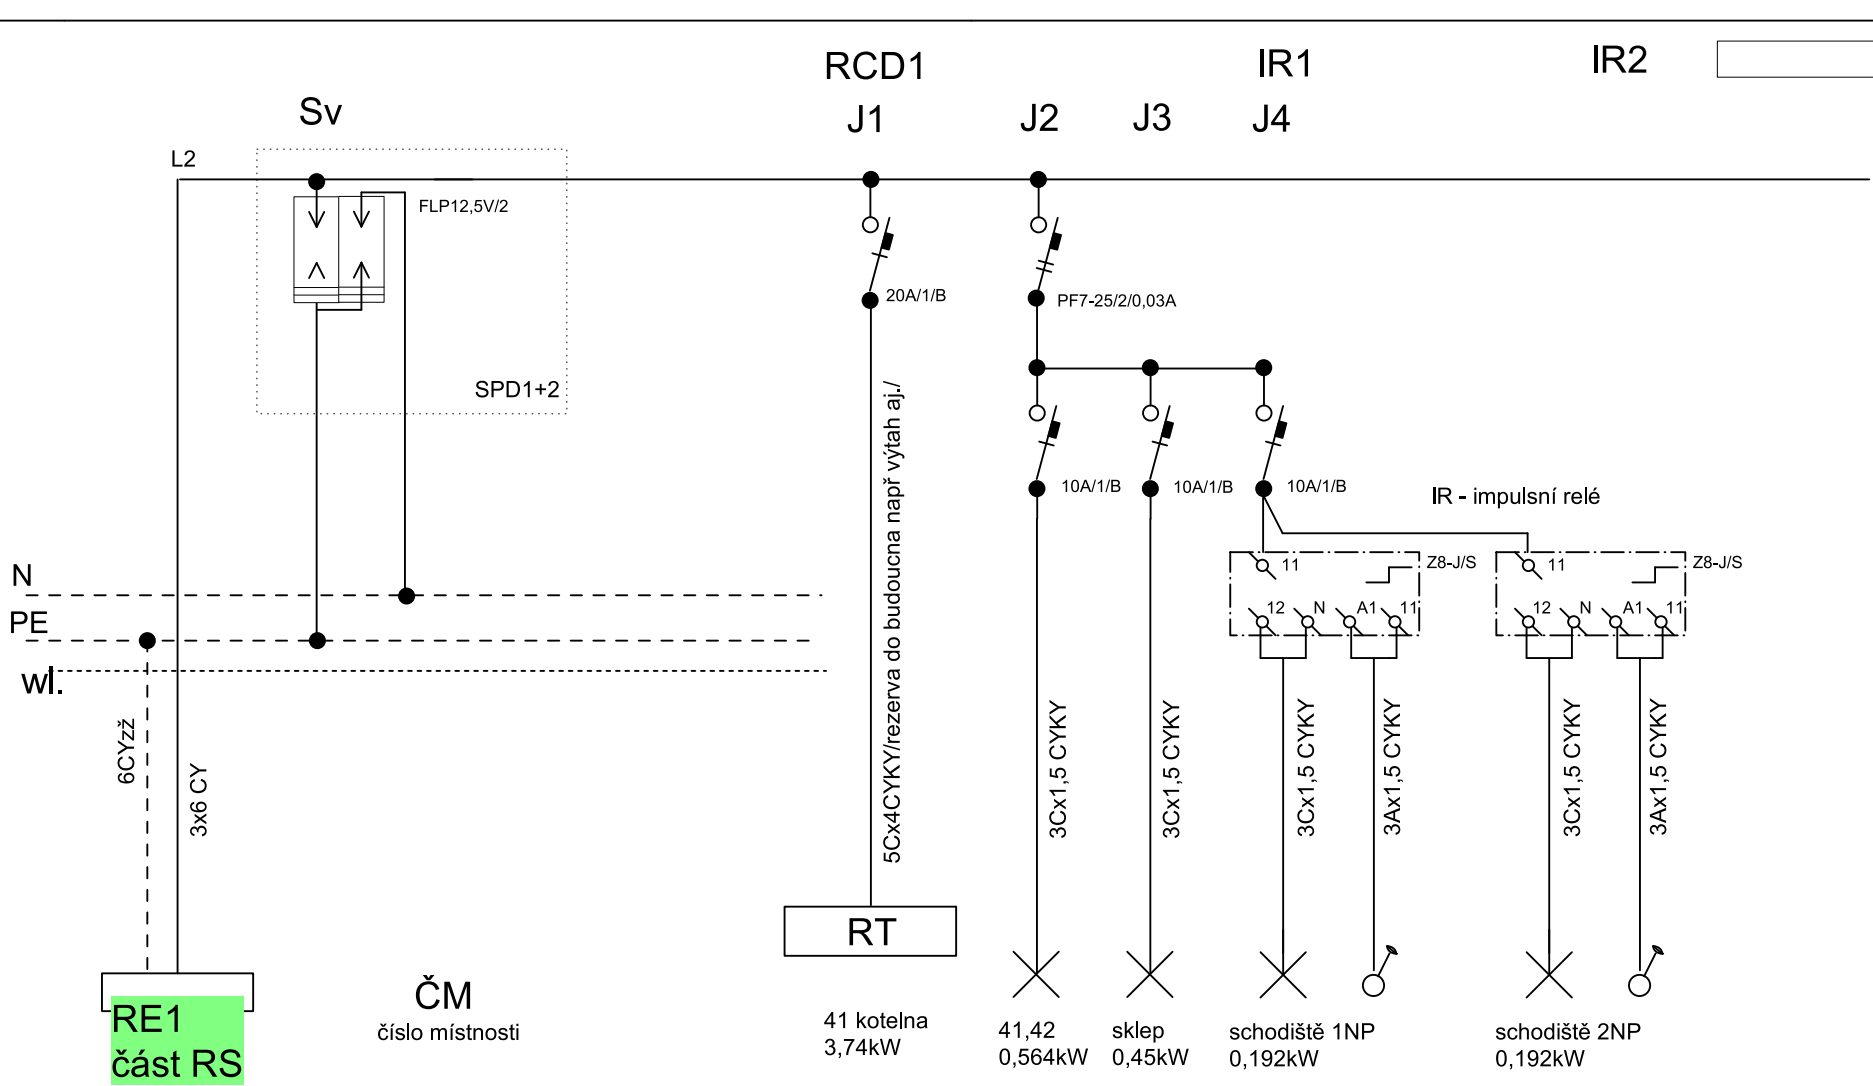 RCD1
IR1
IR2
Sv
J1
J2
J3
J4
L2
FLP12,5V/2
SPD1+2
20A/1/B
PF7-25/2/0,03A
10A/1/B
10A/1/B
10A/1/B
IR - impulsní relé
11
Z8-J/S
12
N
A1
11
11
Z8-J/S
12
N
A1
11
N
PE
wl.
6CYzž
3x6 CY
5Cx4CYKY/rezerva do budoucna např výtah aj./
3Cx1,5 CYKY
3Cx1,5 CYKY
3Cx1,5 CYKY
3Ax1,5 CYKY
3Cx1,5 CYKY
3Ax1,5 CYKY
RT
RE1
část RS
ČM
číslo místnosti
41 kotelna
3,74kW
41,42
0,564kW
sklep
0,45kW
schodiště 1NP
0,192kW
schodiště 2NP
0,192kW